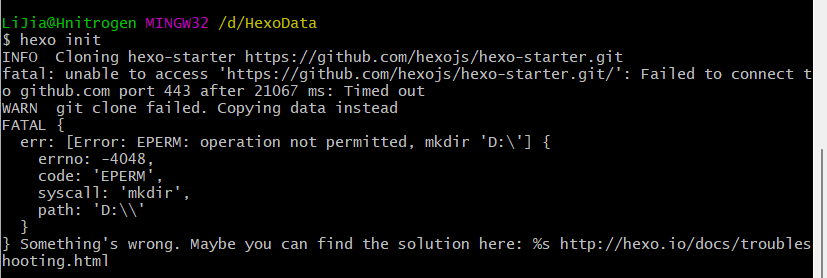 LiJia@Hnitrogen MINGW32 /d/HexoData
$ hexo init
INFO  Cloning hexo-starter https://github.com/hexojs/hexo-starter.git
fatal: unable to access 'https://github.com/hexojs/hexo-starter.git/': Failed to connect t
o github.com port 443 after 21067 ms: Timed out
WARN  git clone failed. Copying data instead
FATAL {
  err: [Error: EPERM: operation not permitted, mkdir 'D:\'] {
    errno: -4048,
    code: 'EPERM',
    syscall: 'mkdir',
    path: 'D:\\'
  }
} Something's wrong. Maybe you can find the solution here: %s http://hexo.io/docs/troubles
hooting.html